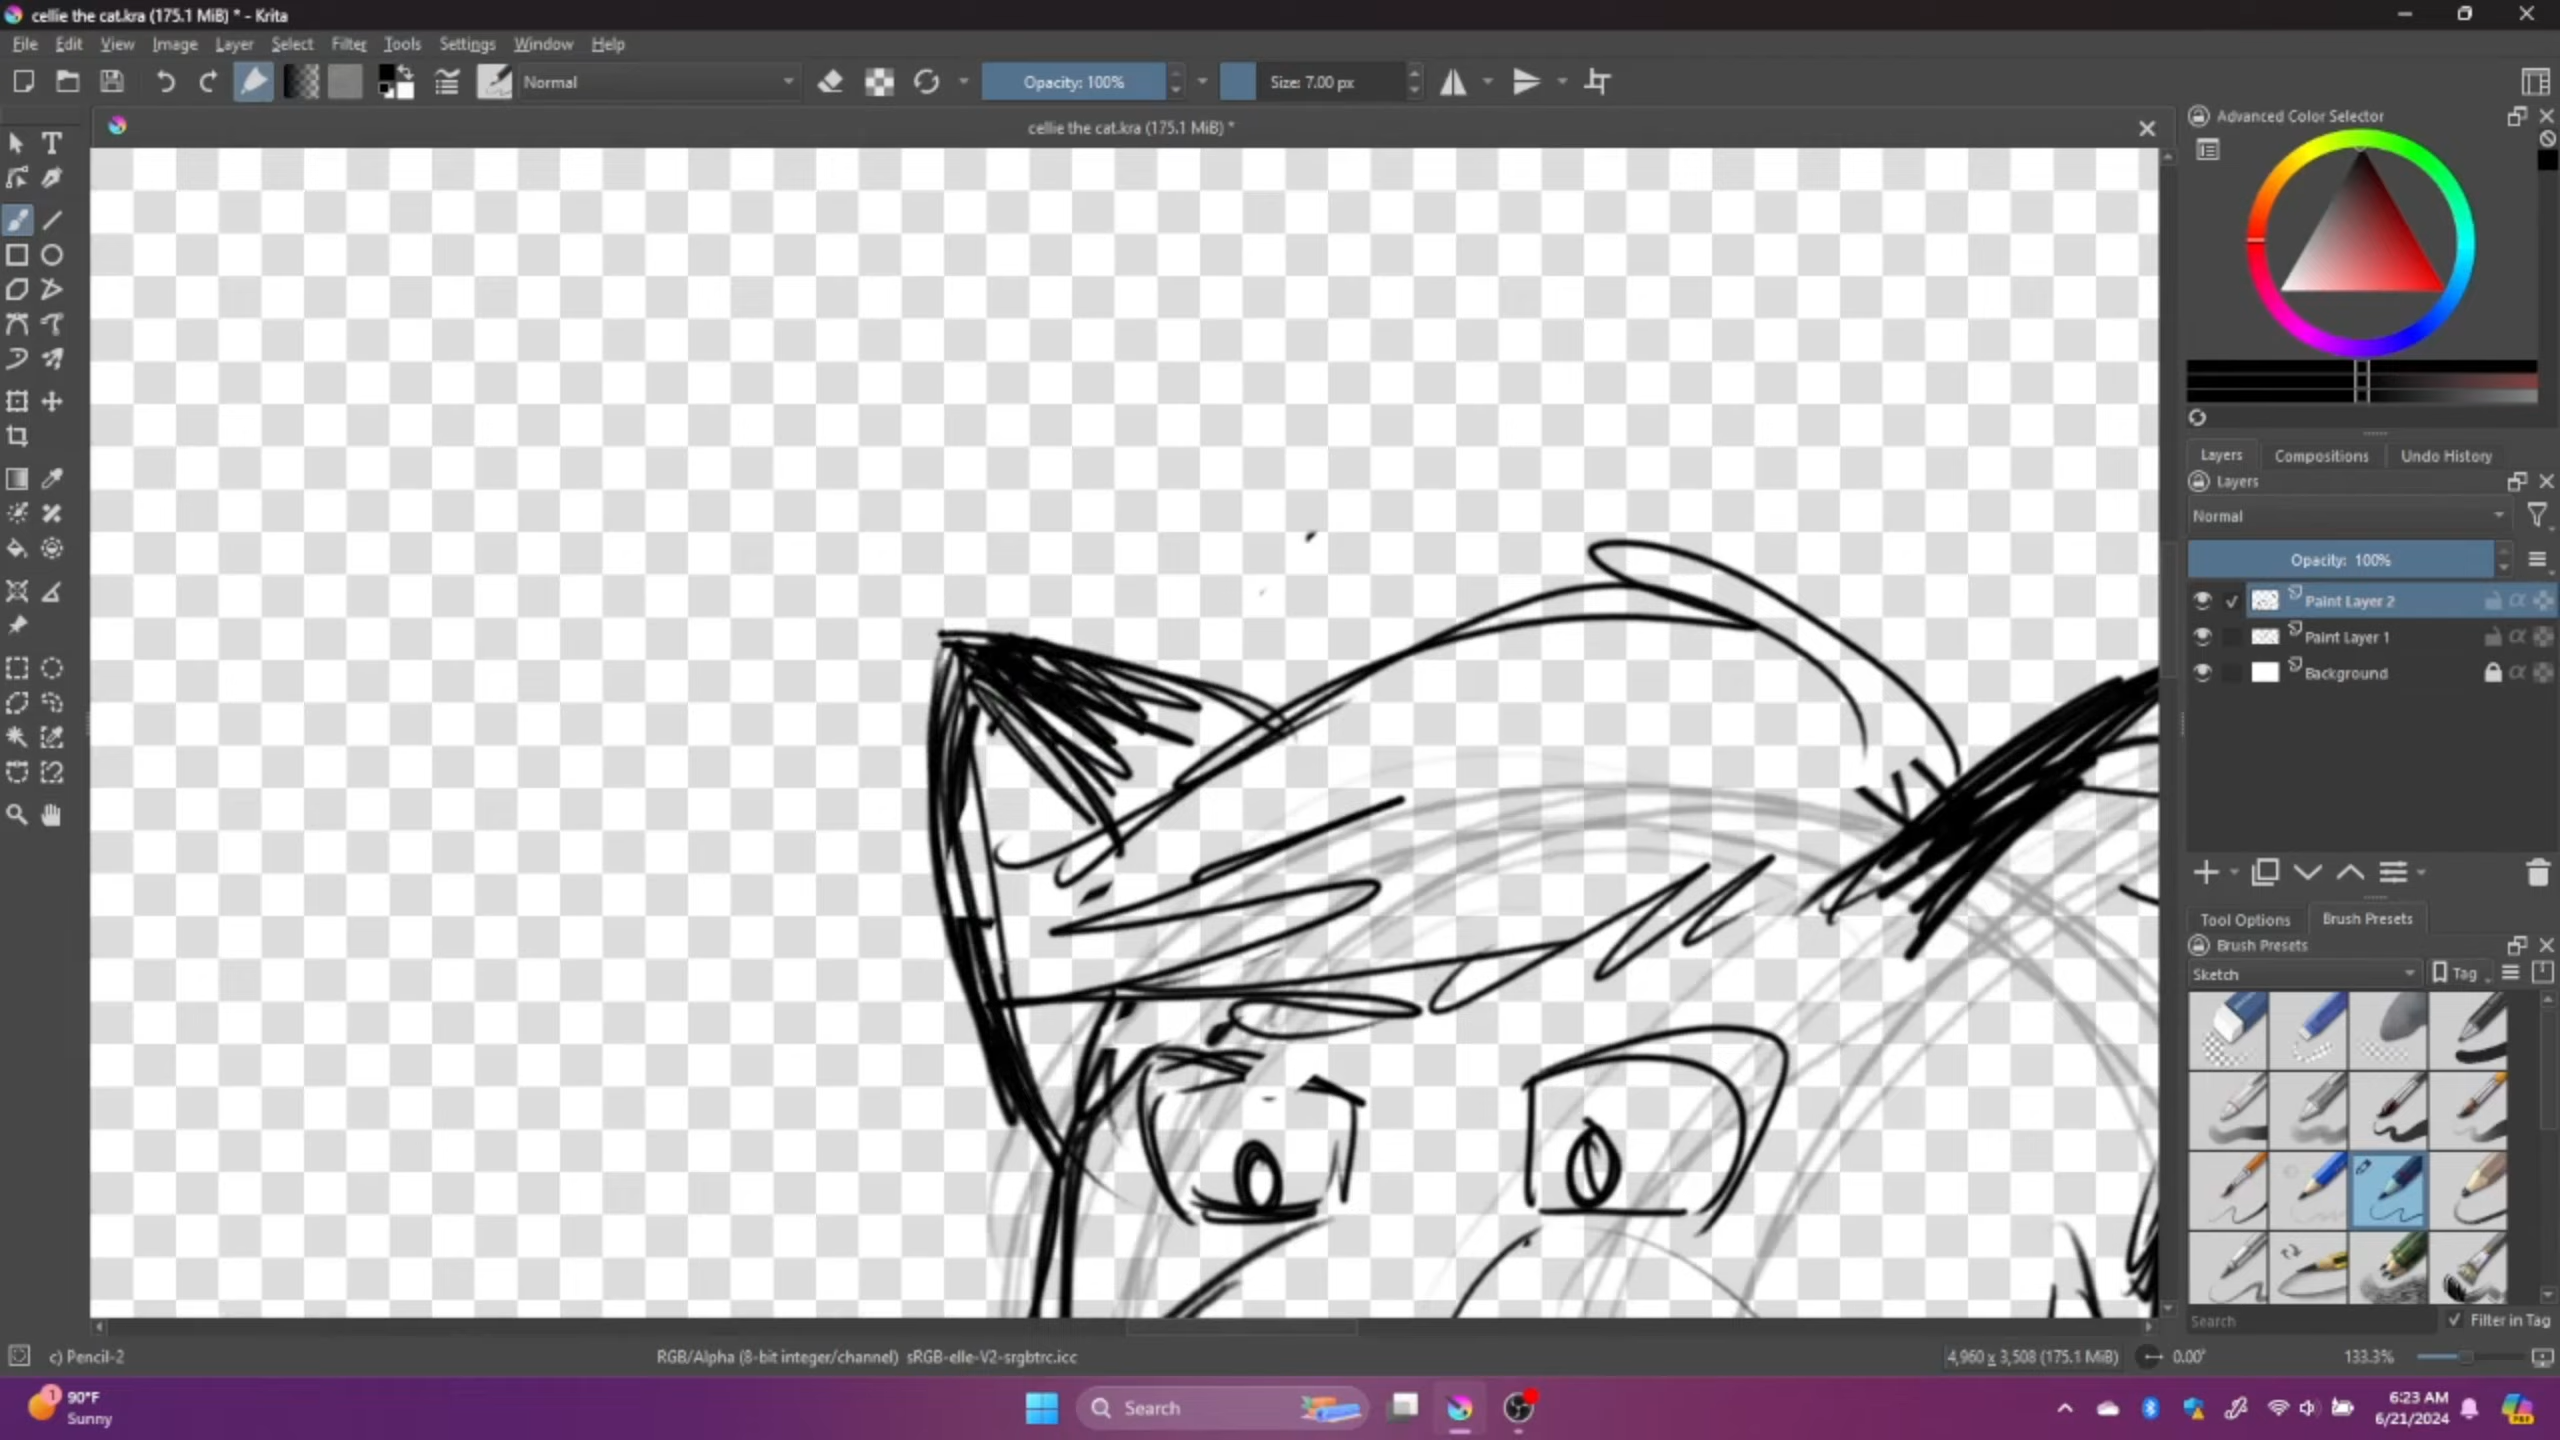 cellie the cat.kra (175.1 MiB) * - Krita
File Edit View Image Layer Select Filter Tools Settings Window Help
Normal Opacity: 100% Size: 7.00 px
cellie the cat.kra (175.1 MiB) *
Advanced Color Selector
Layers Compositions Undo History
Layers
Normal
Opacity: 100%
Paint Layer 2
Paint Layer 1
Background
Tool Options Brush Presets
Brush Presets
Sketch Tag
Search Filter in Tag
c) Pencil-2 RGB/Alpha (8-bit integer/channel) sRGB-elle-V2-srgbtrc.icc 4,960 x 3,508 (175.1 MiB) 0.00° 133.3%
1 90°F
Sunny
Search
6:23 AM
6/21/2024